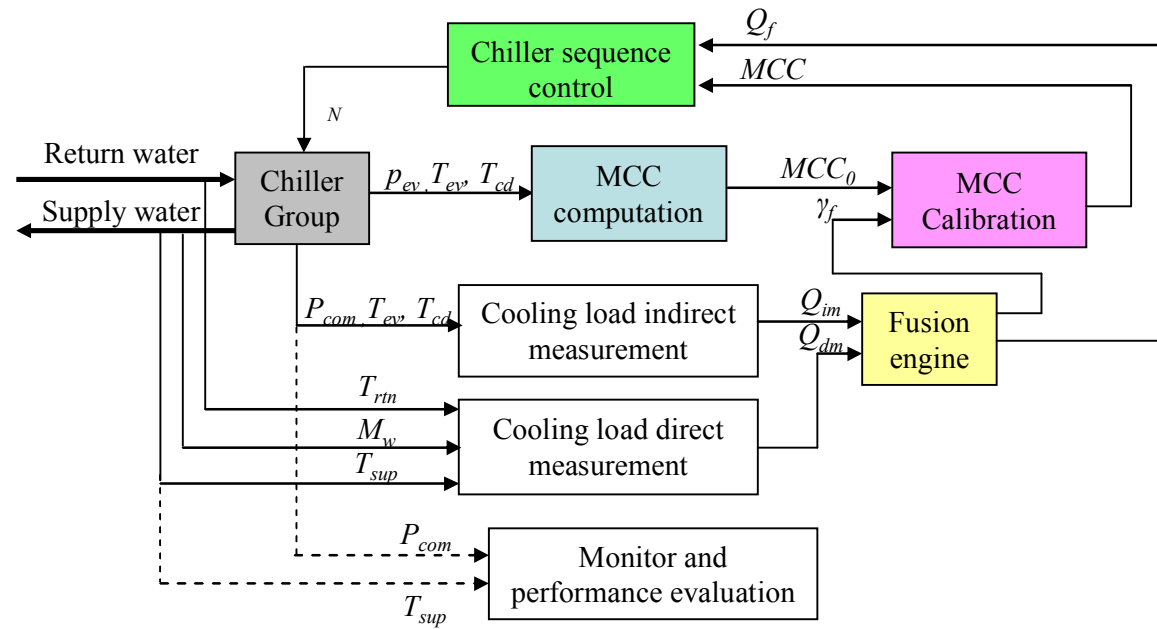 Q_f
Chiller sequence
control
MCC
N
Return water
Chiller
Group
p_ev, T_ev, T_cd
MCC
computation
MCC_0
γ_f
MCC
Calibration
Supply water
P_com, T_ev, T_cd
Cooling load indirect
measurement
Q_im
Q_dm
Fusion
engine
T_rtn
M_w
T_sup
Cooling load direct
measurement
P_com
T_sup
Monitor and
performance evaluation